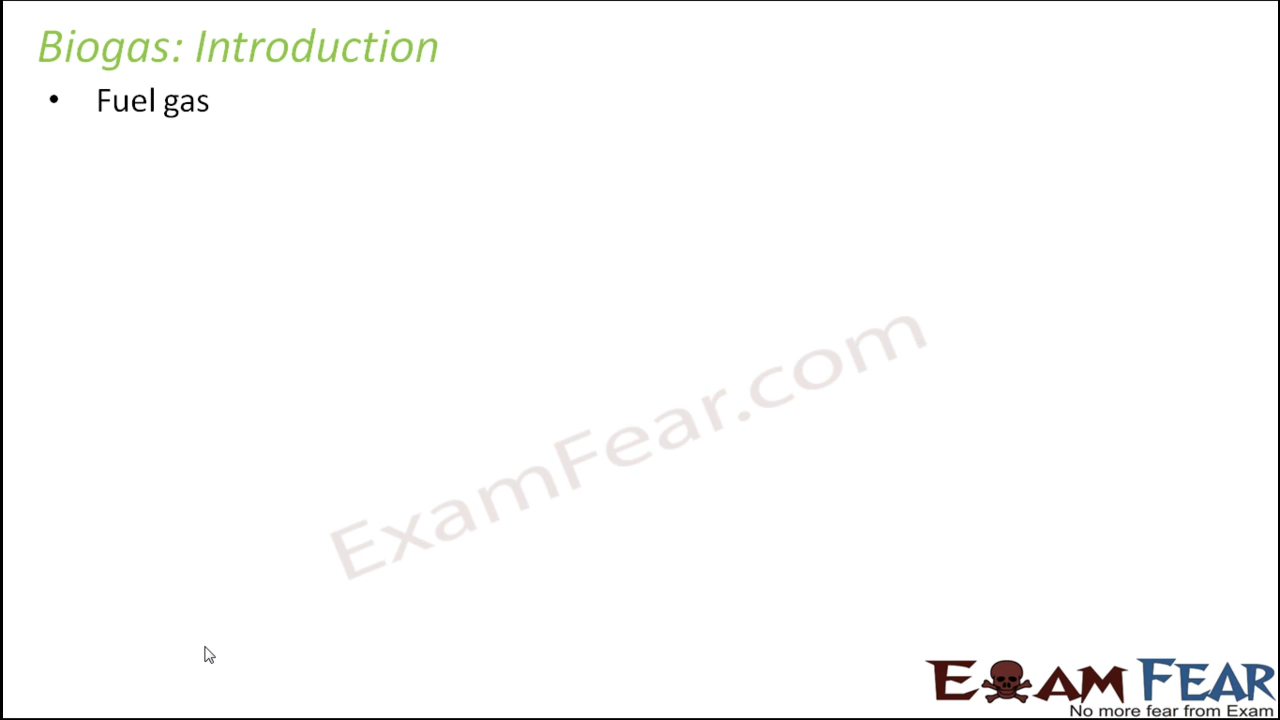 Biogas: Introduction
• Fuel gas
ExamFear.com
EXAM FEAR
No more fear from Exam